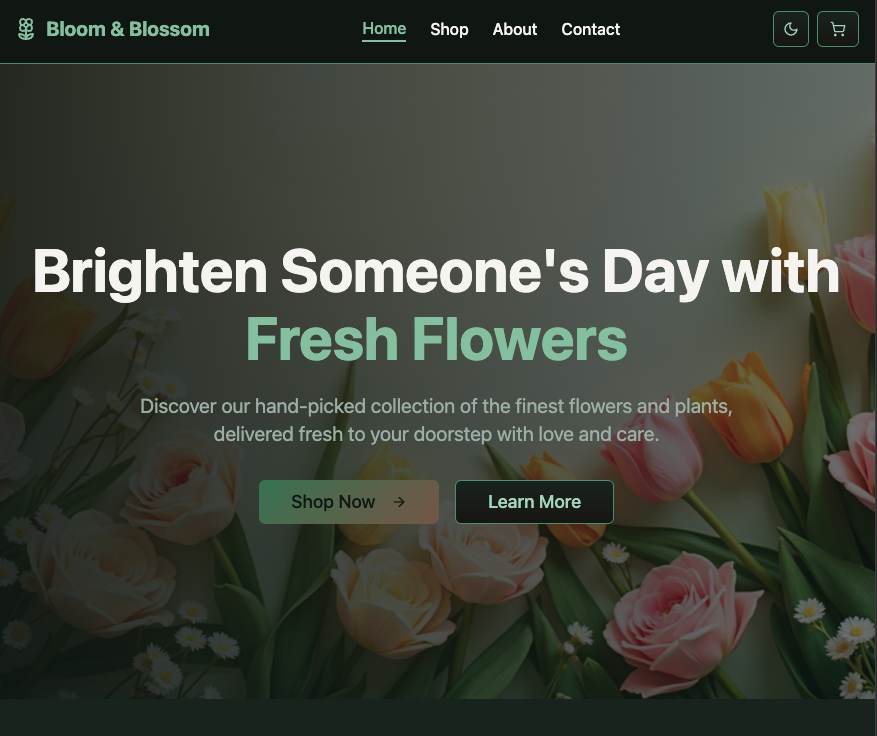 Bloom & Blossom
Home Shop About Contact
Brighten Someone's Day with
Fresh Flowers
Discover our hand-picked collection of the finest flowers and plants,
delivered fresh to your doorstep with love and care.
Shop Now →
Learn More